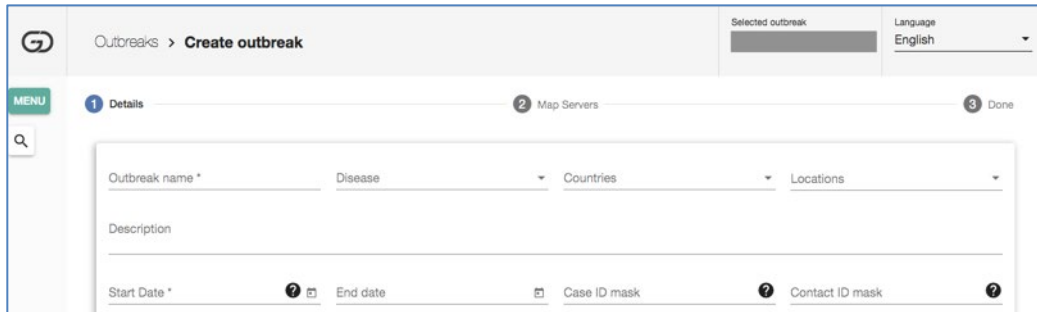 Selected outbreak
Language
Outbreaks > Create outbreak
English
MENU
1 Details
2 Map Servers
3 Done
Outbreak name *
Disease
Countries
Locations
Description
Start Date *
?
End date
Case ID mask
?
Contact ID mask
?